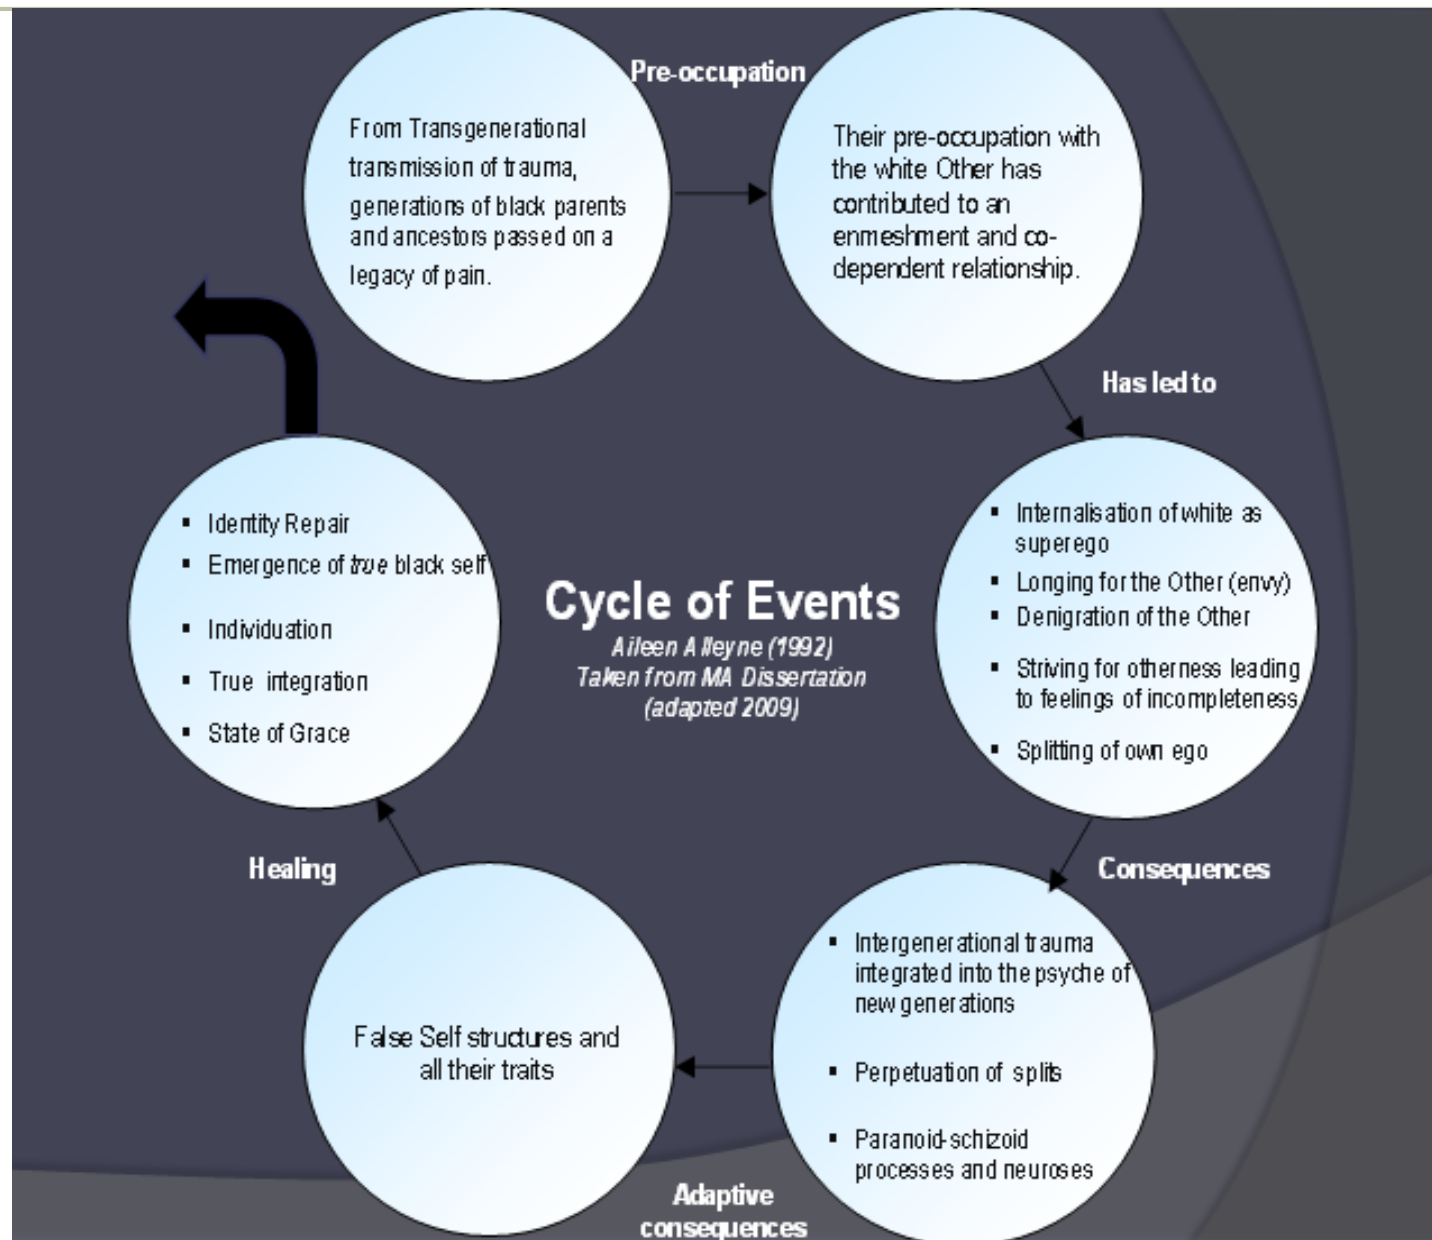 Pre-occupation
From Transgenerational
transmission of trauma,
generations of black parents
and ancestors passed on a
legacy of pain.
Their pre-occupation with
the white Other has
contributed to an
enmeshment and co-
dependent relationship.
Has led to
▪ Internalisation of white as
superego
▪ Longing for the Other (envy)
▪ Denigration of the Other
▪ Striving for otherness leading
to feelings of incompleteness
▪ Splitting of own ego
Consequences
▪ Intergenerational trauma
integrated into the psyche of
new generations
▪ Perpetuation of splits
▪ Paranoid-schizoid
processes and neuroses
Adaptive
consequences
False Self structures and
all their traits
Healing
▪ Identity Repair
▪ Emergence of true black self
▪ Individuation
▪ True integration
▪ State of Grace
Cycle of Events
Aileen Alleyne (1992)
Taken from MA Dissertation
(adapted 2009)